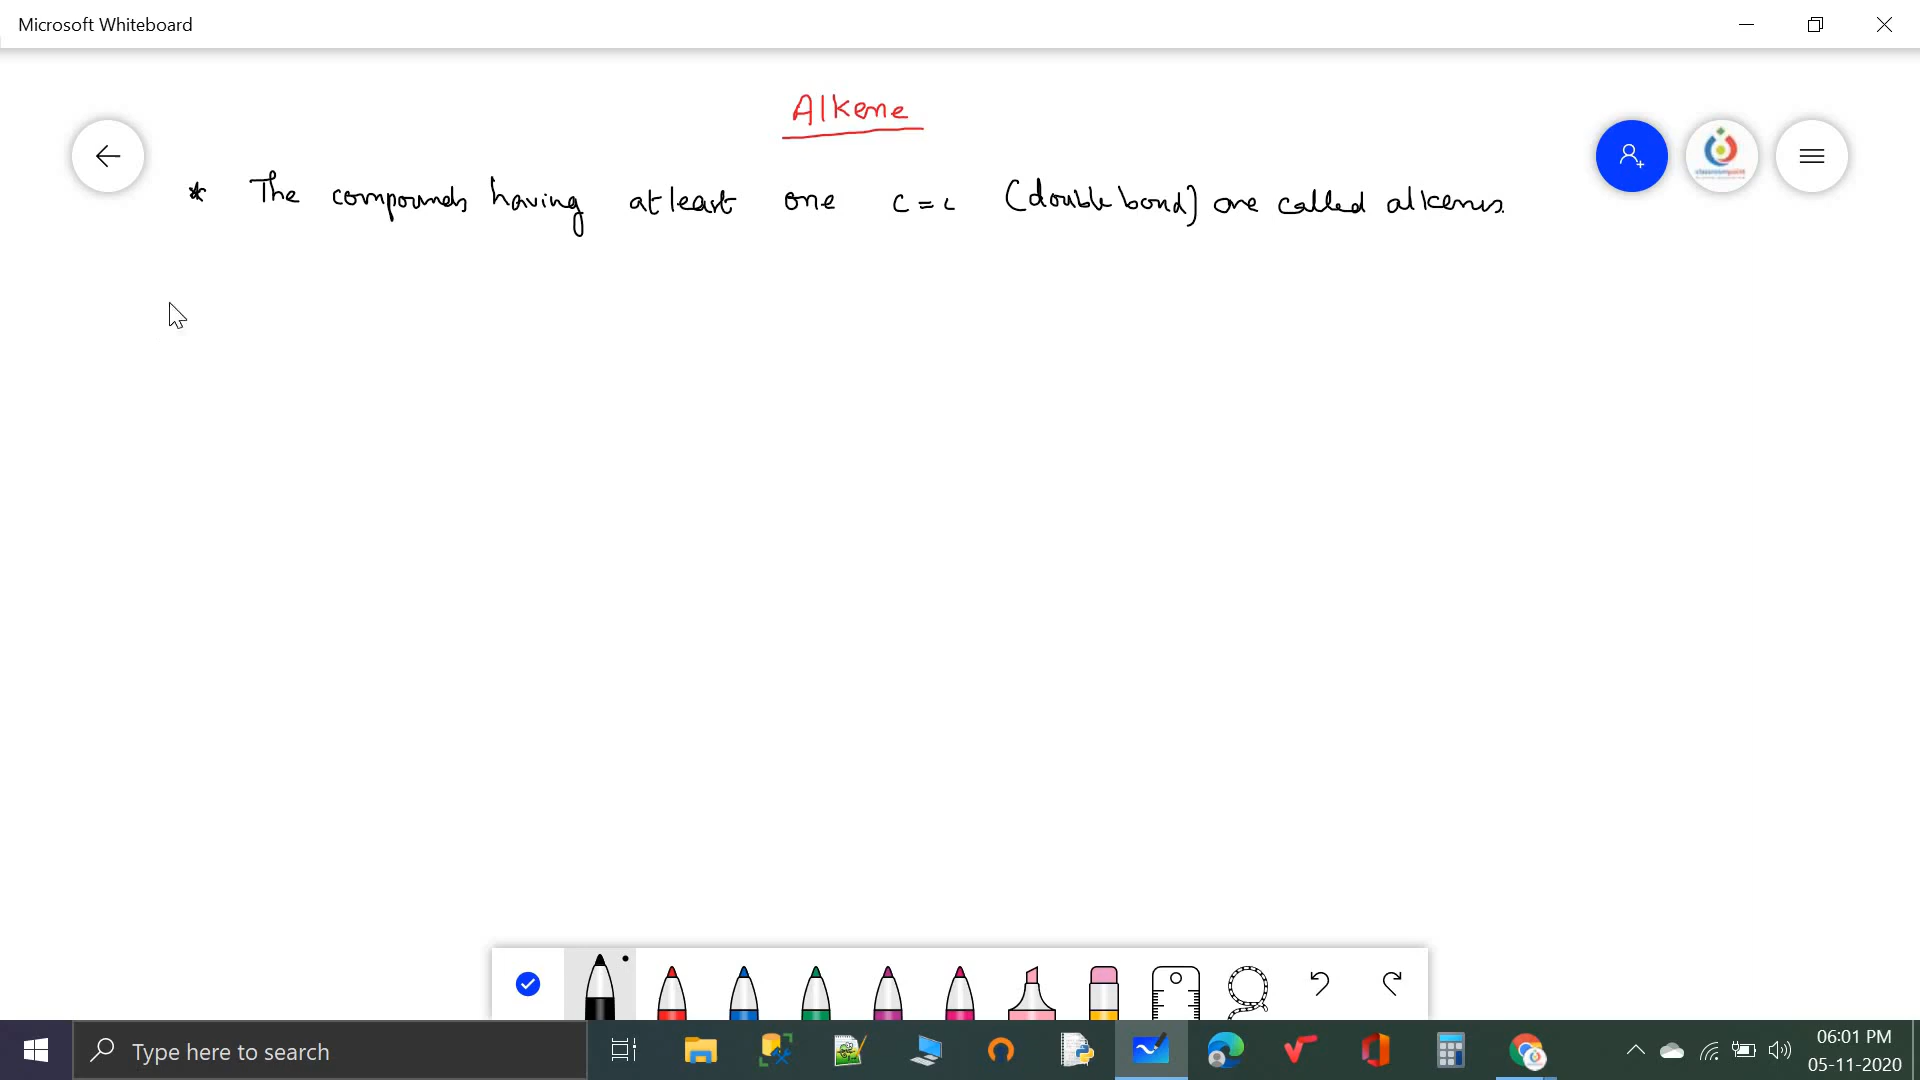 Microsoft Whiteboard
Alkene
* The compounds having atleast one c=c (double bond) are called alkenes.
Type here to search
06:01 PM
05-11-2020